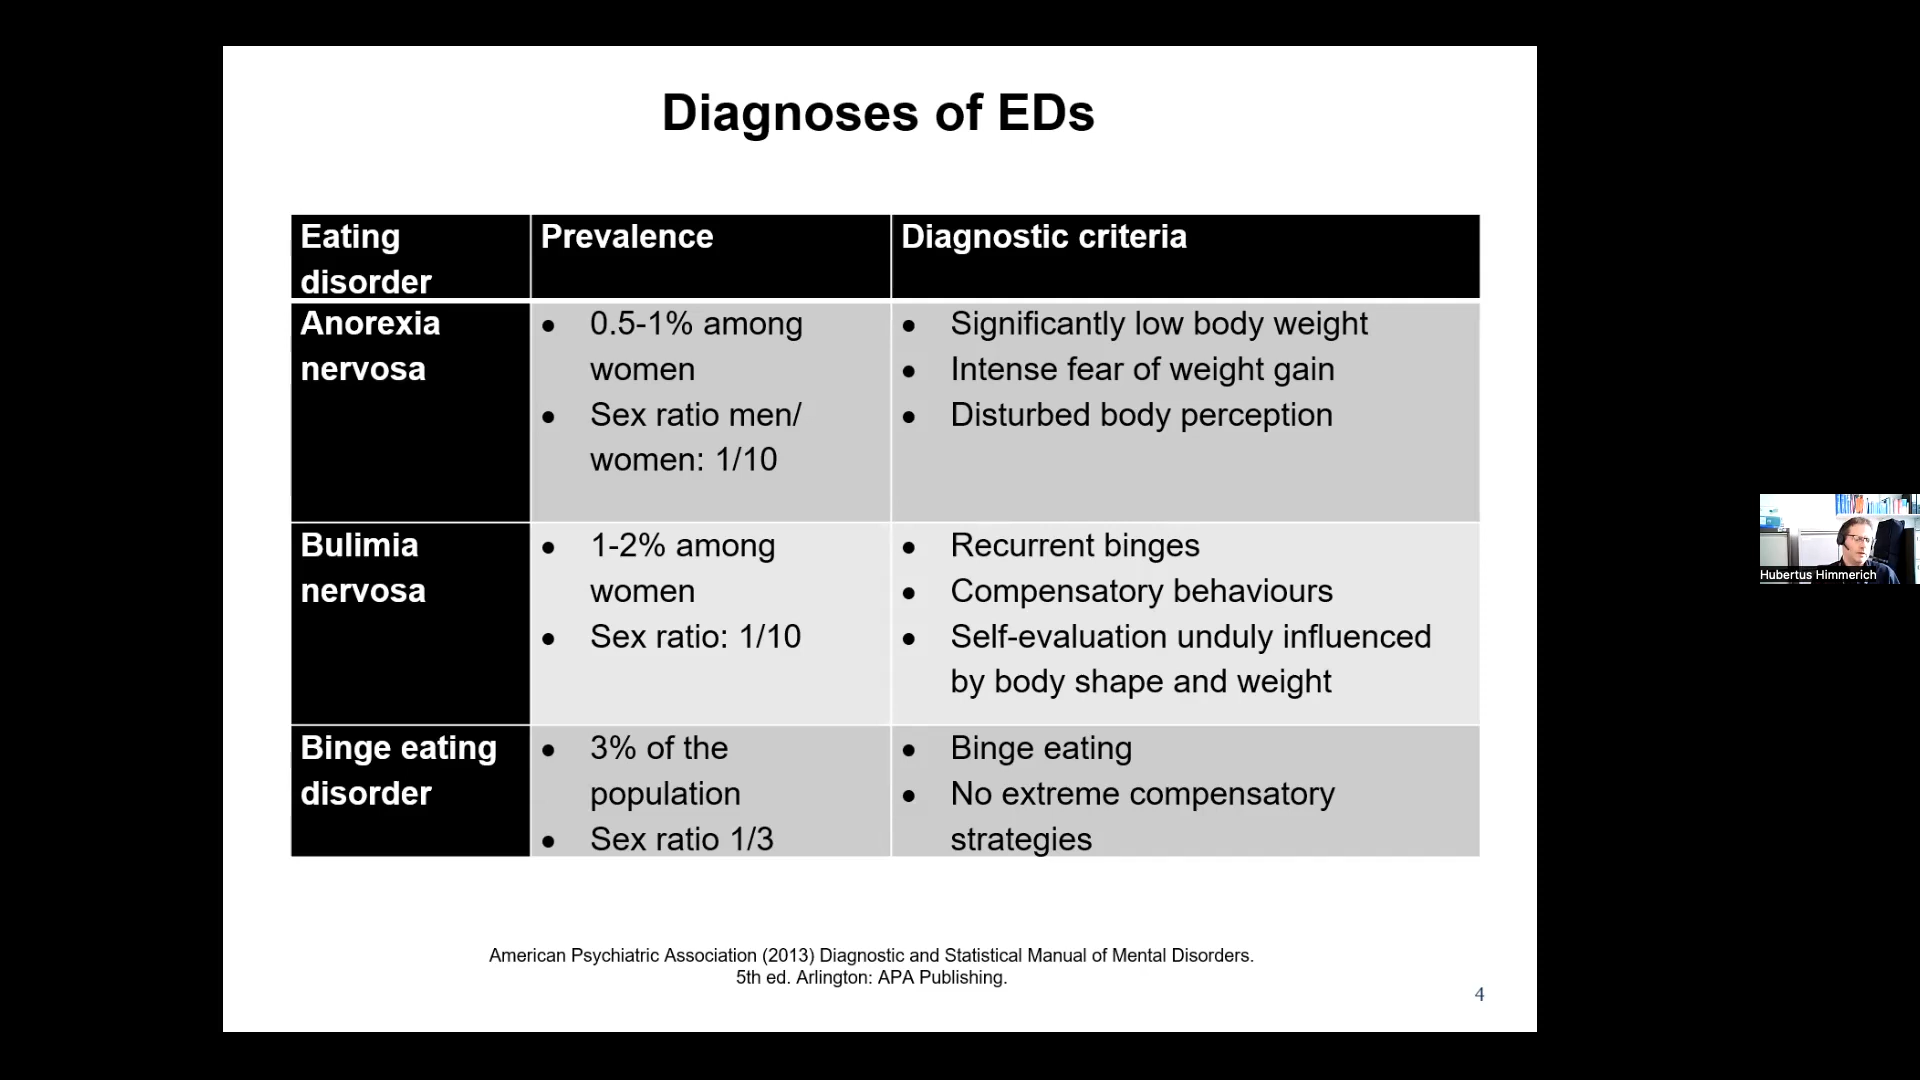 Diagnoses of EDs
Eating
disorder
Prevalence
Diagnostic criteria
Anorexia
nervosa
• 0.5-1% among
women
• Sex ratio men/
women: 1/10
• Significantly low body weight
• Intense fear of weight gain
• Disturbed body perception
Bulimia
nervosa
• 1-2% among
women
• Sex ratio: 1/10
• Recurrent binges
• Compensatory behaviours
• Self-evaluation unduly influenced
by body shape and weight
Binge eating
disorder
• 3% of the
population
• Sex ratio 1/3
• Binge eating
• No extreme compensatory
strategies
American Psychiatric Association (2013) Diagnostic and Statistical Manual of Mental Disorders.
5th ed. Arlington: APA Publishing.
4
Hubertus Himmerich